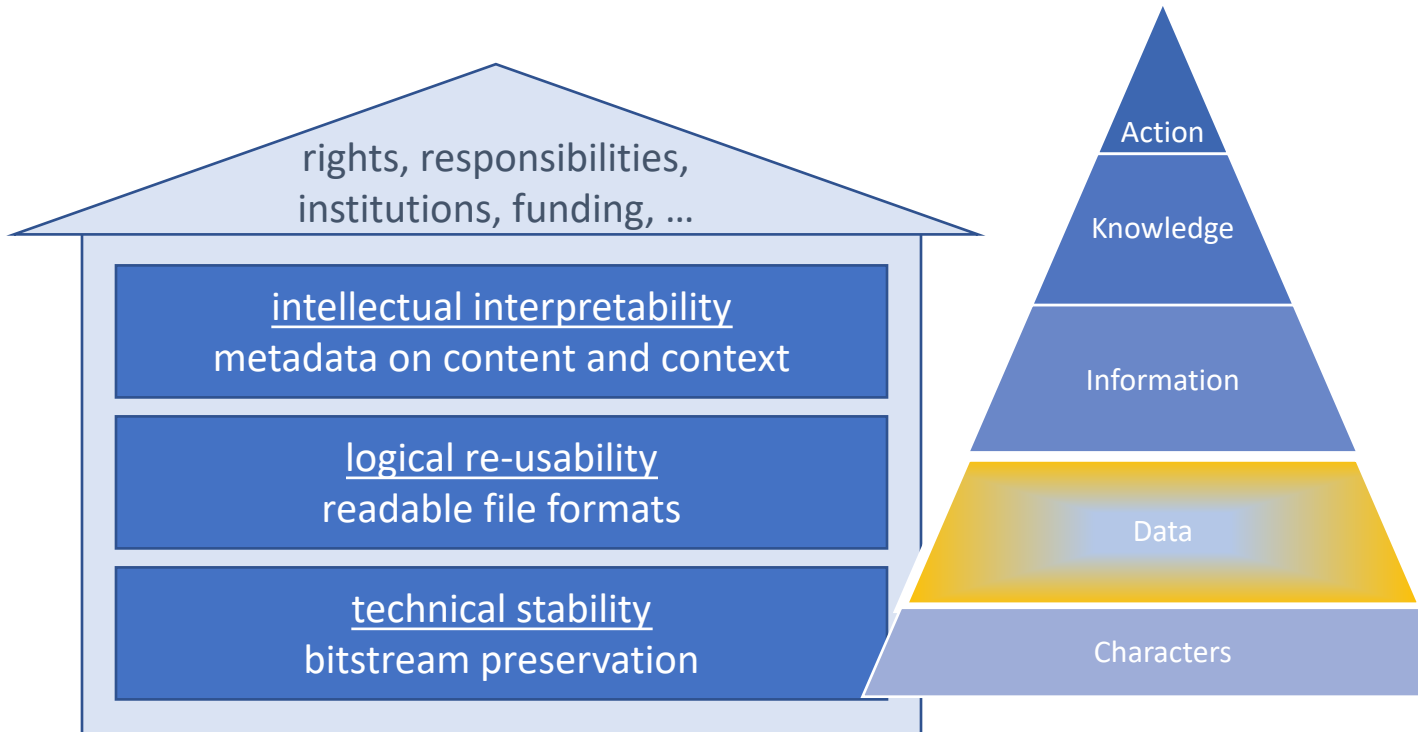 rights, responsibilities,
institutions, funding, …
intellectual interpretability
metadata on content and context
logical re-usability
readable file formats
technical stability
bitstream preservation
Action
Knowledge
Information
Data
Characters